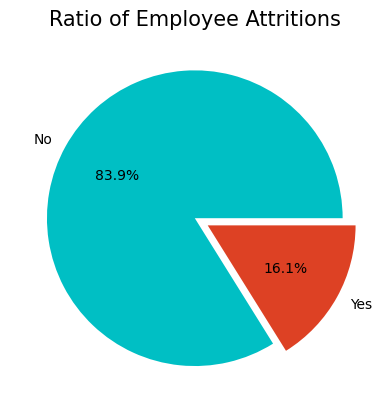 Ratio of Employee Attritions
No
83.9%
16.1%
Yes